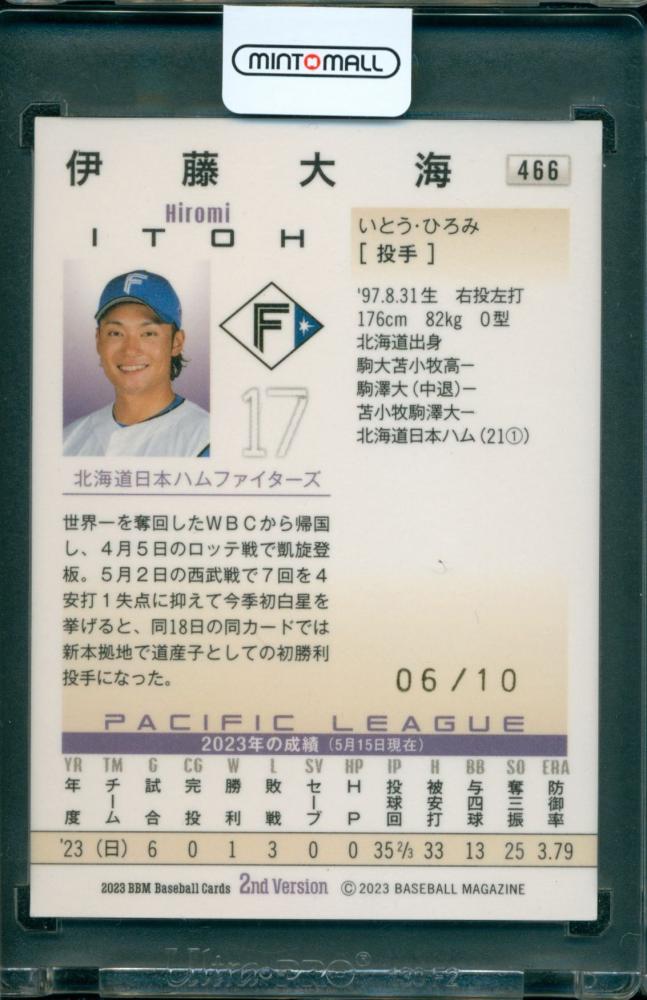 MINT MALL
伊藤大海
466
Hiromi
ITOH
いとう・ひろみ
[ 投手 ]
'97.8.31生 右投左打
176cm 82kg O型
北海道出身
駒大苫小牧高ー
駒澤大(中退)ー
苫小牧駒澤大ー
北海道日本ハム(21①)
F
17
北海道日本ハムファイターズ
世界一を奪回したWBCから帰国
し、4月5日のロッテ戦で凱旋登
板。5月2日の西武戦で7回を4
安打1失点に抑えて今季初白星を
挙げると、同18日の同カードでは
新本拠地で道産子としての初勝利
投手になった。
06/10
PACIFIC LEAGUE
2023年の成績(5月15日現在)
YR TM G CG W L SV HP IP H BB SO ERA
年度 チーム 試合 完投 勝利 敗戦 セーブ HP 投球回 被安打 与四球 奪三振 防御率
'23 (日) 6 0 1 3 0 0 35 2/3 33 13 25 3.79
2023 BBM Baseball Cards 2nd Version ©2023 BASEBALL MAGAZINE
Ultra PRO